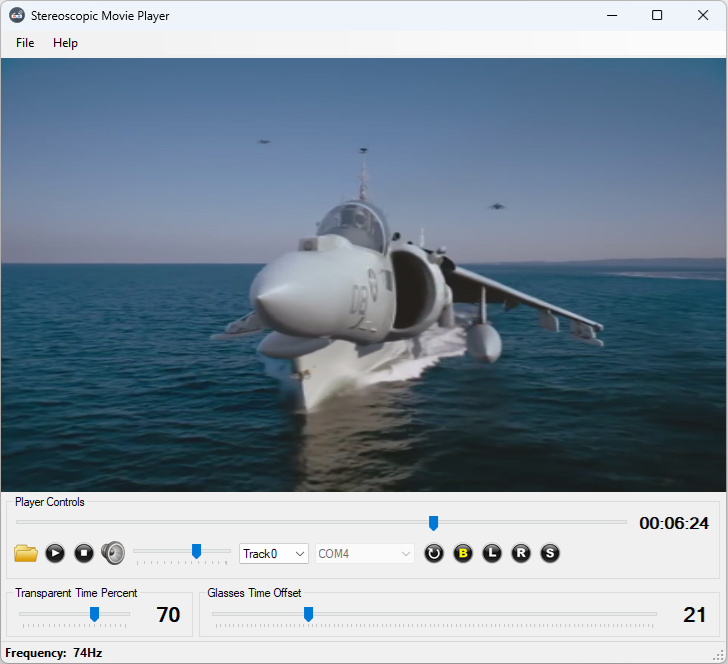 Stereoscopic Movie Player
File Help
Player Controls
00:06:24
Track0 COM4 B L R S
Transparent Time Percent Glasses Time Offset
70 21
Frequency: 74Hz